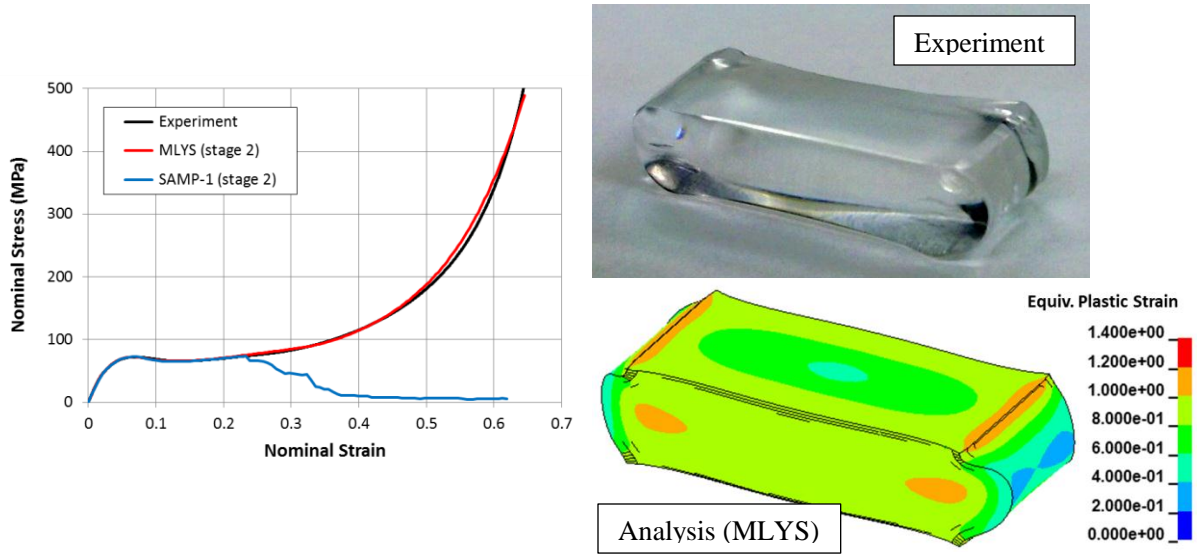 500
400
300
200
100
0
Nominal Stress (MPa)
Experiment
MLYS (stage 2)
SAMP-1 (stage 2)
0 0.1 0.2 0.3 0.4 0.5 0.6 0.7
Nominal Strain
Experiment
Equiv. Plastic Strain
1.400e+00
1.200e+00
1.000e+00
8.000e-01
6.000e-01
4.000e-01
2.000e-01
0.000e+00
Analysis (MLYS)